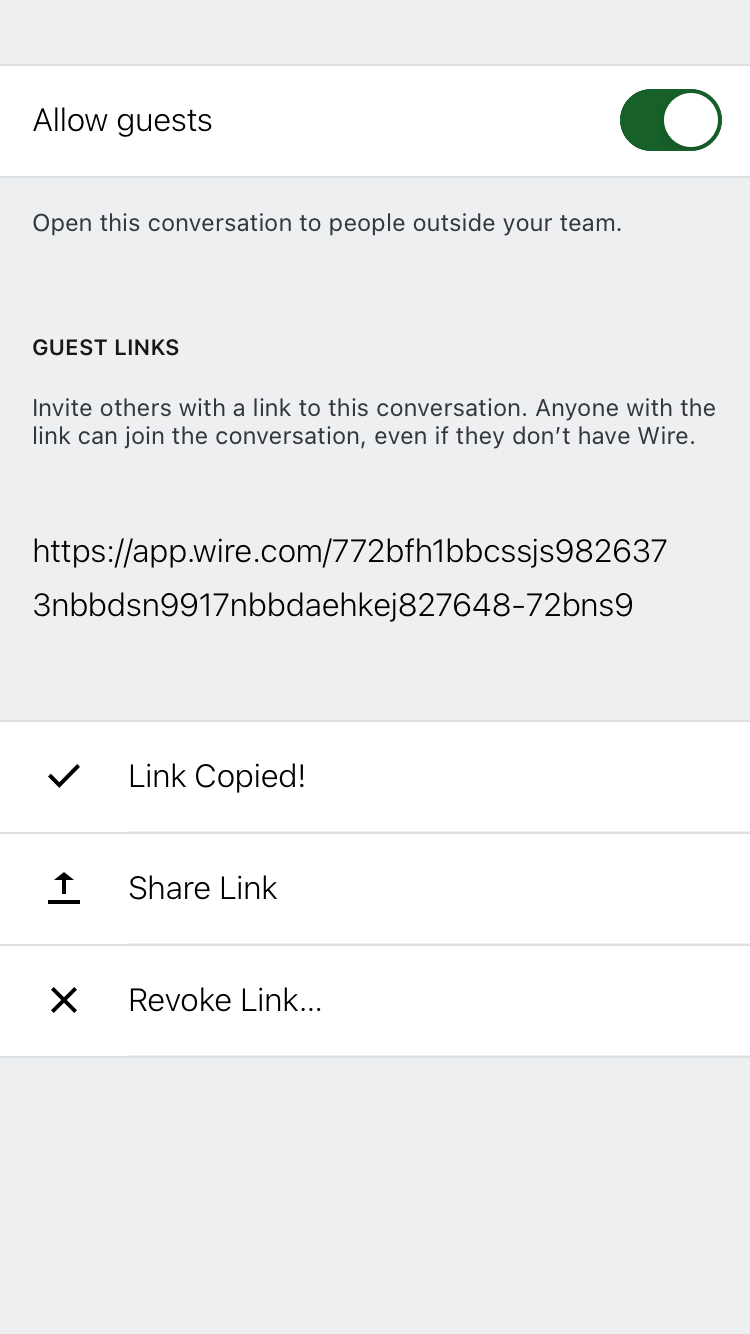 Allow guests
Open this conversation to people outside your team.
GUEST LINKS
Invite others with a link to this conversation. Anyone with the
link can join the conversation, even if they don’t have Wire.
https://app.wire.com/772bfh1bbcssjs982637
3nbbdsn9917nbbdaehkej827648-72bns9
Link Copied!
Share Link
Revoke Link...